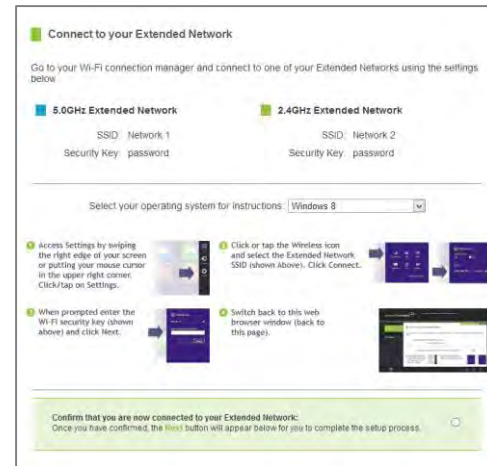 Connect to your Extended Network
Go to your Wi-Fi connection manager and connect to one of your Extended Networks using the settings
below
5.0GHz Extended Network
SSID: Network 1
Security Key: password
2.4GHz Extended Network
SSID: Network 2
Security Key: password
Select your operating system for instructions: Windows 8
Access Settings by swiping
the right edge of your screen
or putting your mouse cursor
in the upper right corner.
Click/tap on Settings.
Click or tap the Wireless icon
and select the Extended Network
SSID (shown Above). Click Connect.
When prompted enter the
Wi-Fi security key (shown
above) and click Next.
Switch back to this web
browser window (back to
this page).
Confirm that you are now connected to your Extended Network:
Once you have confirmed, the Next button will appear below for you to complete the setup process.